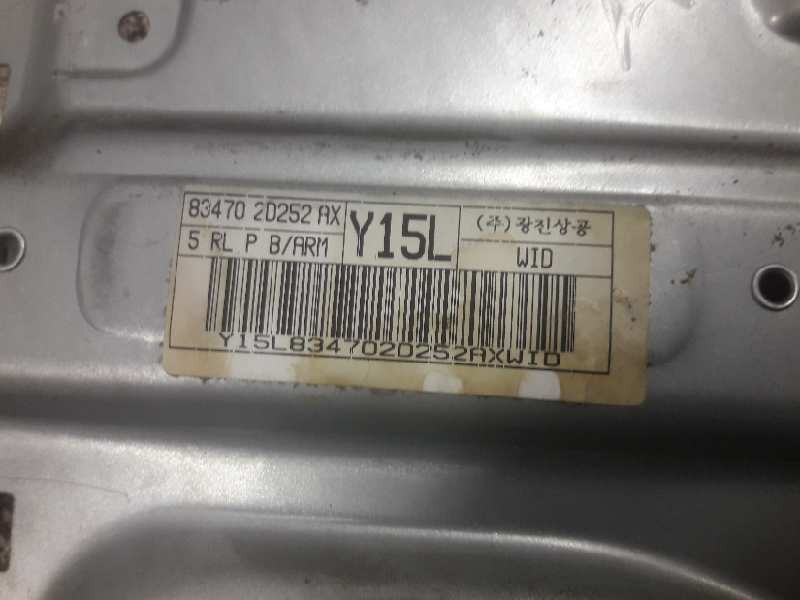 83470 2D252 AX
5 RL P B/ARM
Y15L
(주)광진상공
WID
Y15L834702D252AXWID